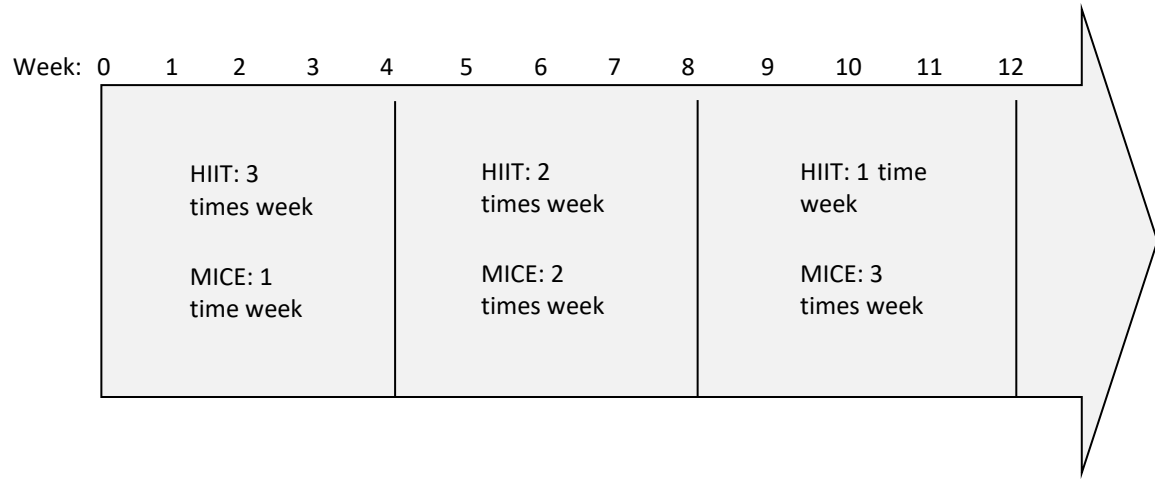 Week: 0 1 2 3 4 5 6 7 8 9 10 11 12
HIIT: 3
times week
MICE: 1
time week
HIIT: 2
times week
MICE: 2
times week
HIIT: 1 time
week
MICE: 3
times week